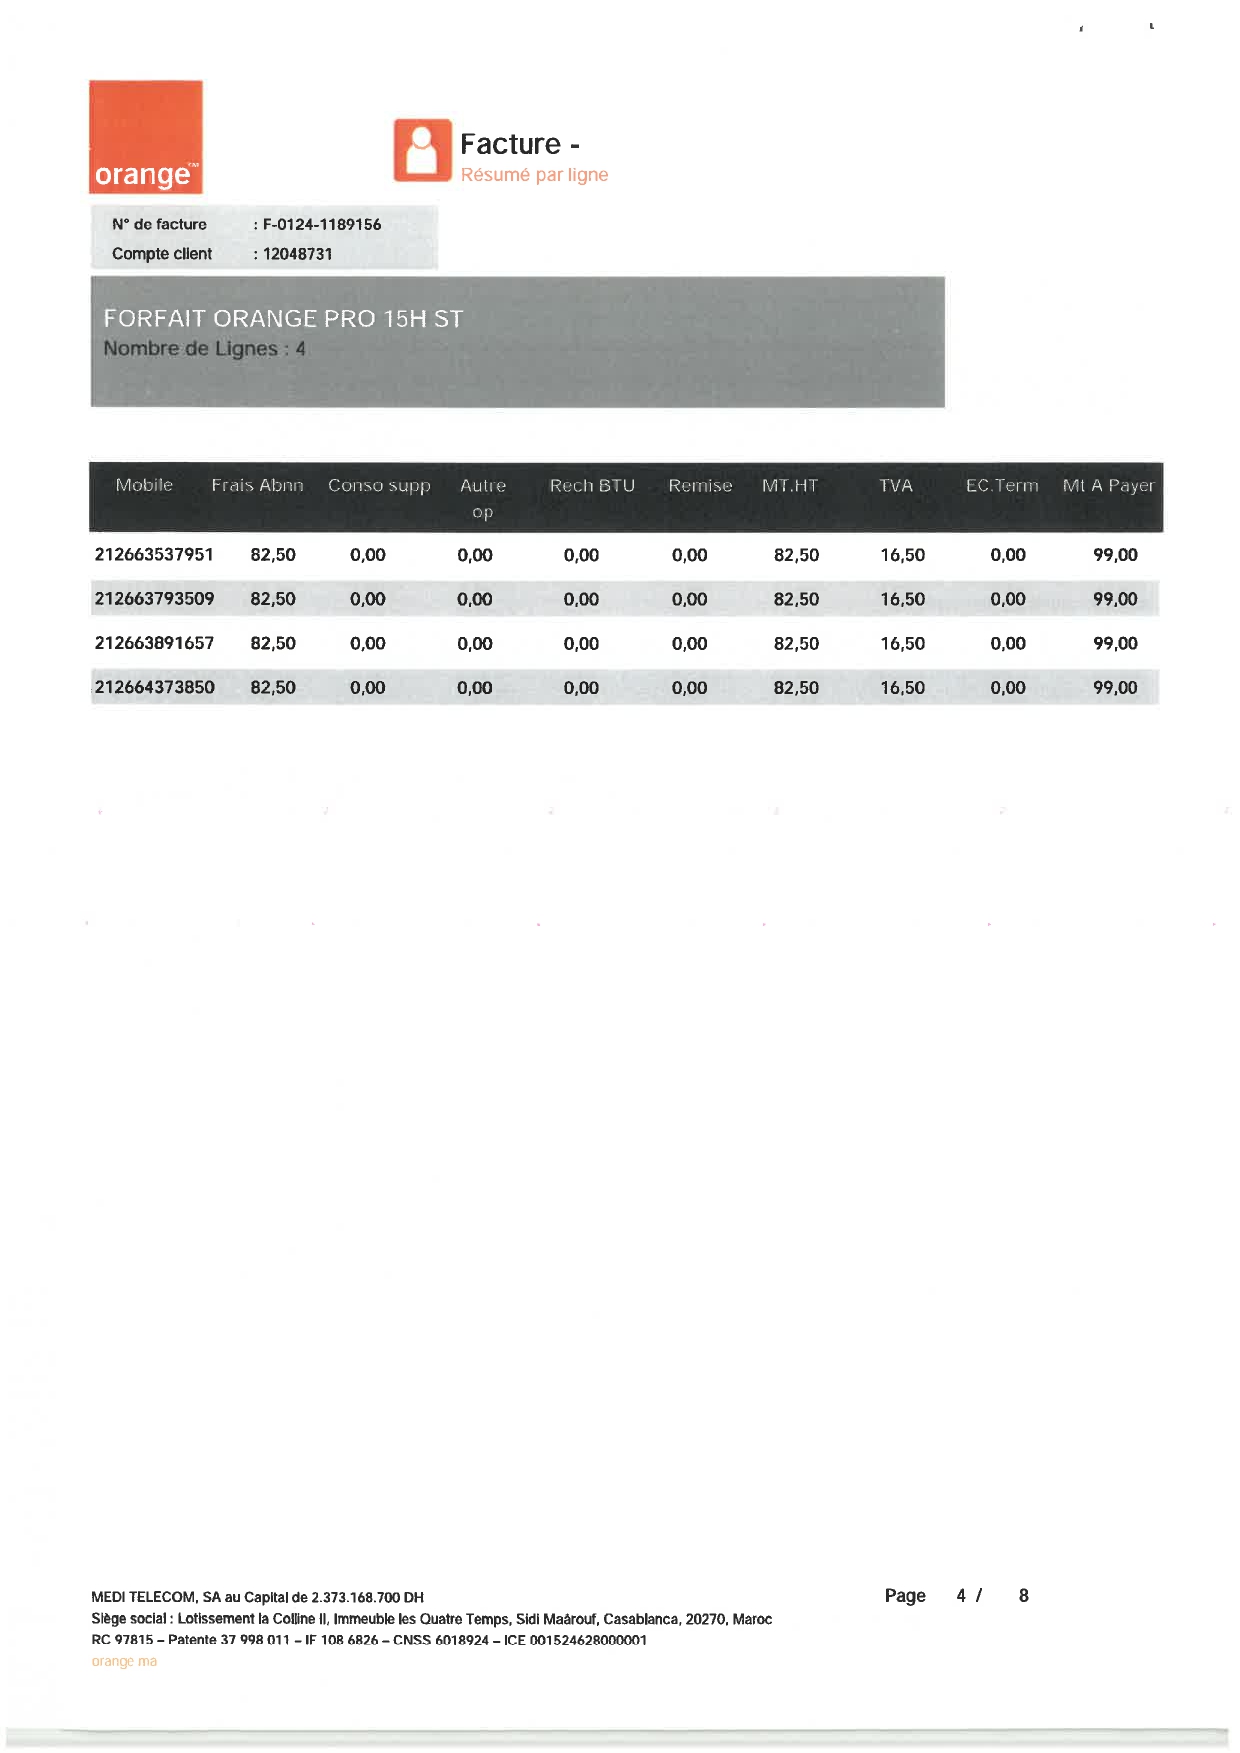 orange™
Facture -
Résumé par ligne
N° de facture : F-0124-1189156
Compte client : 12048731
FORFAIT ORANGE PRO 15H ST
Nombre de Lignes : 4
Mobile Frais Abnn Conso supp Autre op Rech BTU Remise MT.HT TVA EC.Term Mt A Payer
212663537951 82,50 0,00 0,00 0,00 0,00 82,50 16,50 0,00 99,00
212663793509 82,50 0,00 0,00 0,00 0,00 82,50 16,50 0,00 99,00
212663891657 82,50 0,00 0,00 0,00 0,00 82,50 16,50 0,00 99,00
212664373850 82,50 0,00 0,00 0,00 0,00 82,50 16,50 0,00 99,00
MEDI TELECOM, SA au Capital de 2.373.168.700 DH
Siège social : Lotissement la Colline II, Immeuble les Quatre Temps, Sidi Maârouf, Casablanca, 20270, Maroc
RC 97815 – Patente 37 998 011 – IF 108 6826 – CNSS 6018924 – ICE 001524628000001
orange ma
Page 4 / 8